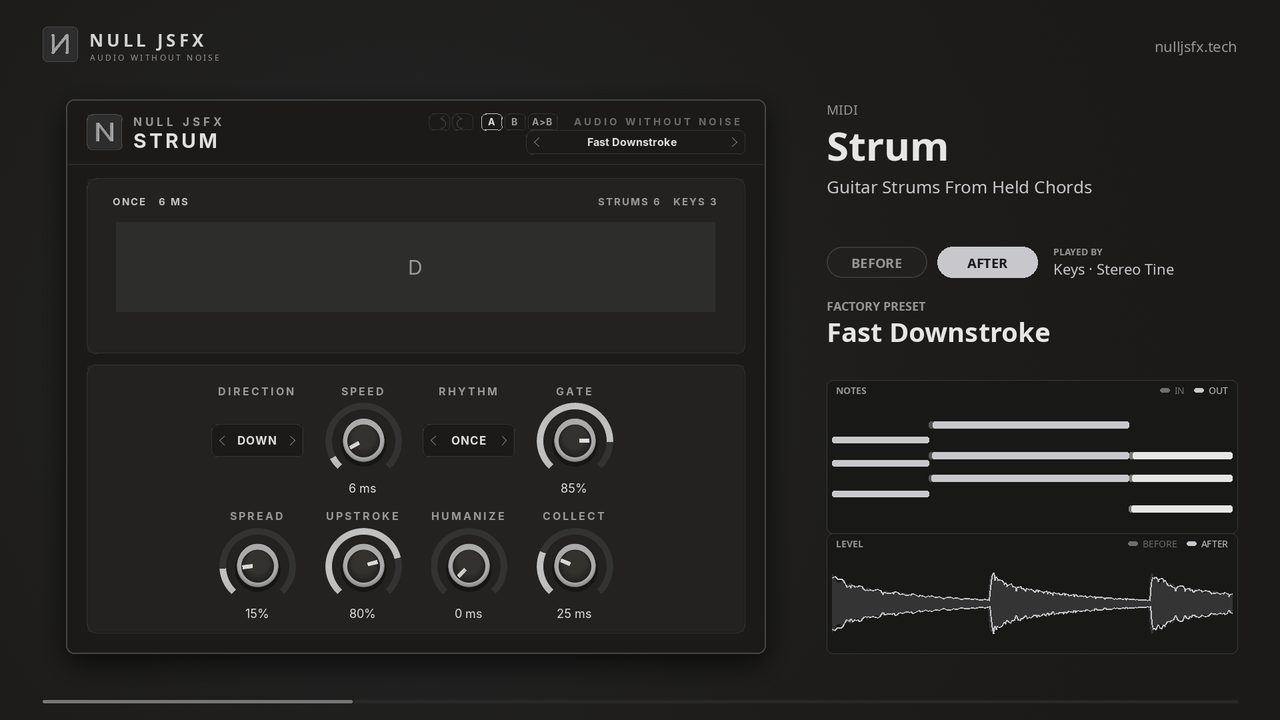 NULL JSFX
AUDIO WITHOUT NOISE
nulljsfx.tech
N
NULL JSFX
STRUM
A
B
A>B
AUDIO WITHOUT NOISE
Fast Downstroke
ONCE 6 MS
STRUMS 6 KEYS 3
D
DIRECTION
SPEED
RHYTHM
GATE
DOWN
ONCE
6 ms
85%
SPREAD
UPSTROKE
HUMANIZE
COLLECT
15%
80%
0 ms
25 ms
MIDI
Strum
Guitar Strums From Held Chords
BEFORE
AFTER
PLAYED BY
Keys · Stereo Tine
FACTORY PRESET
Fast Downstroke
NOTES
IN
OUT
LEVEL
BEFORE
AFTER